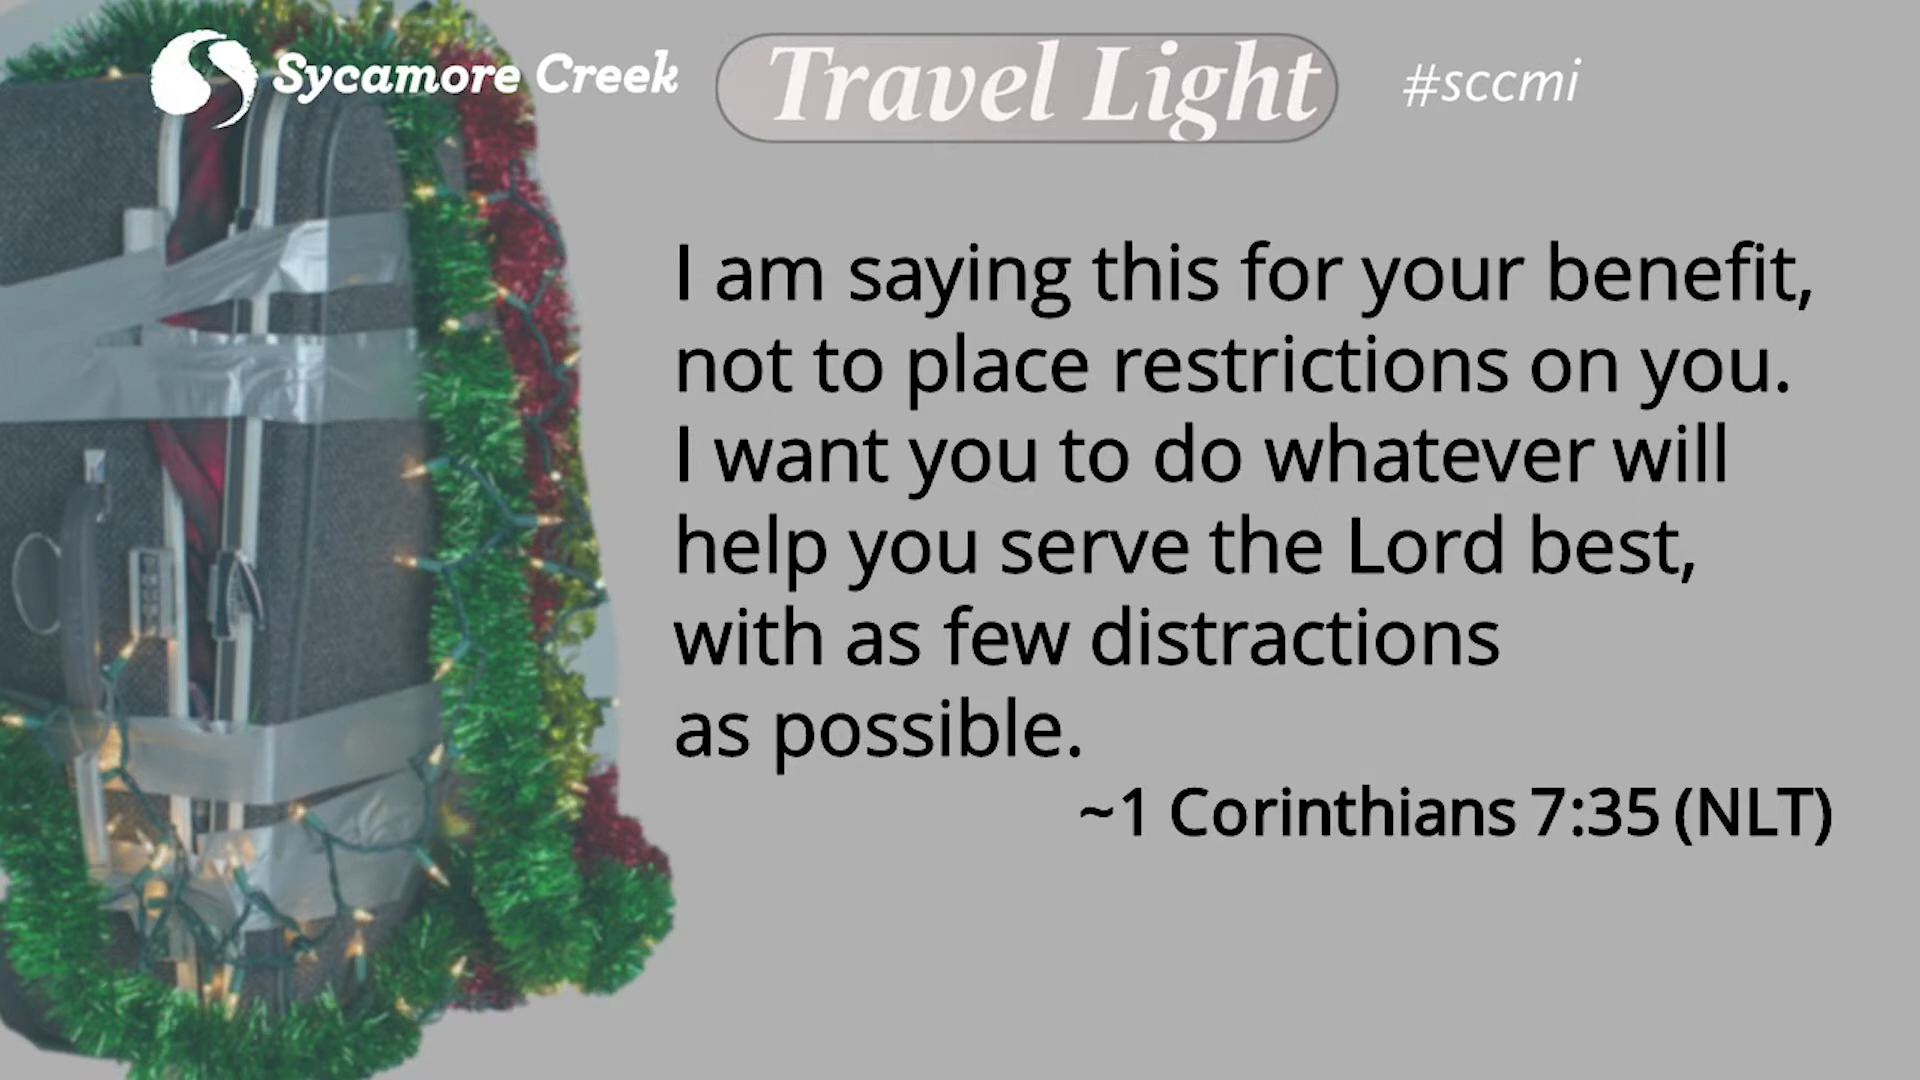 Sycamore Creek
Travel Light
#sccmi
I am saying this for your benefit,
not to place restrictions on you.
I want you to do whatever will
help you serve the Lord best,
with as few distractions
as possible.
~1 Corinthians 7:35 (NLT)